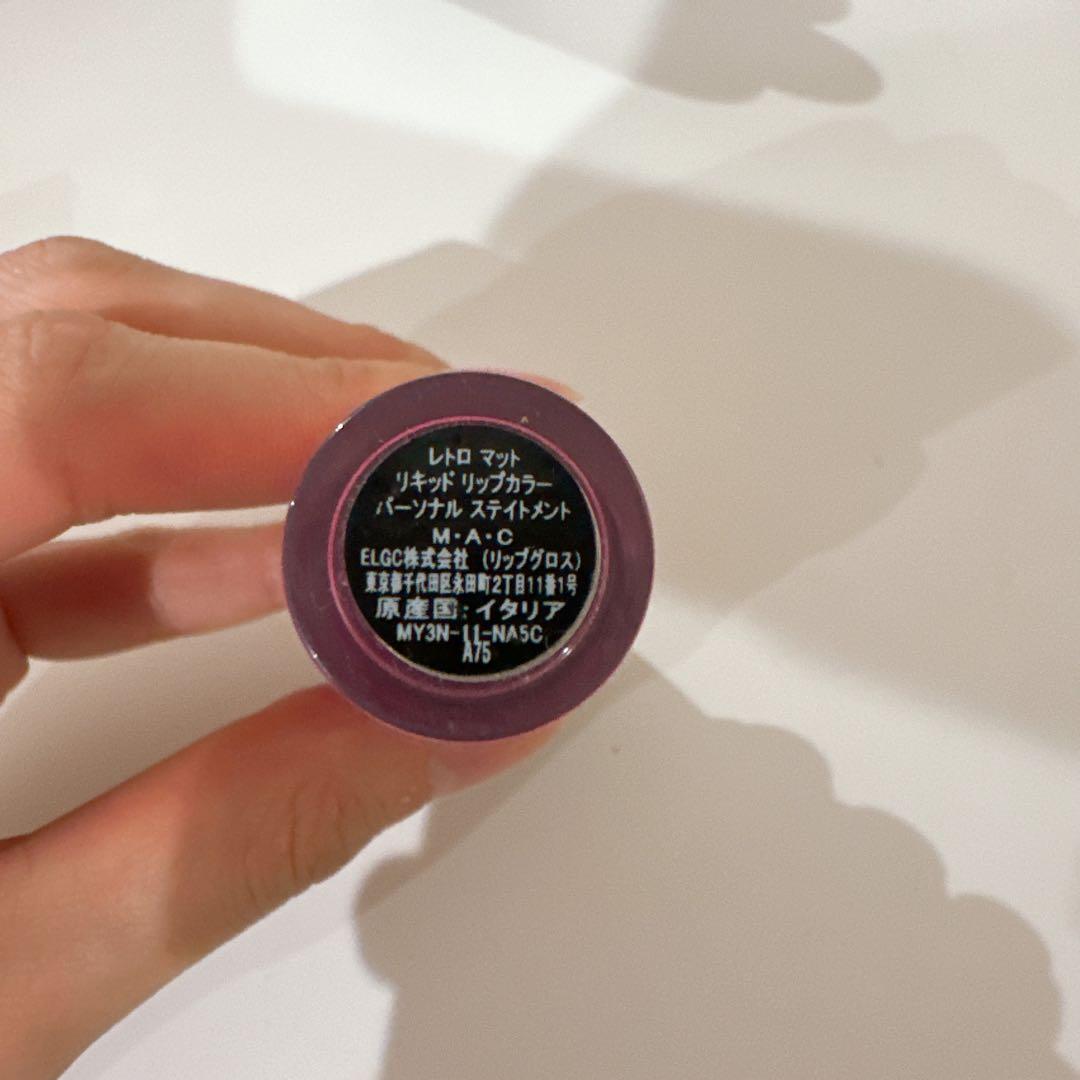 レトロ マット
リキッド リップカラー
パーソナル ステイトメント
M・A・C
ELGC株式会社 (リップグロス)
東京都千代田区永田町2丁目11番1号
原産国:イタリア
MY3N-11-NA5C
A75